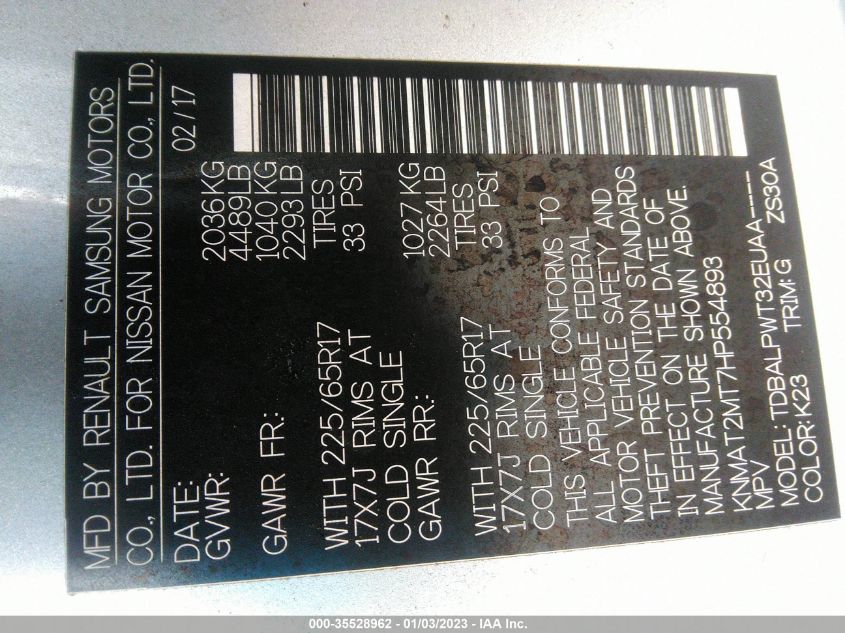 MFD BY RENAULT SAMSUNG MOTORS
CO., LTD. FOR NISSAN MOTOR CO., LTD.
DATE: 02/17
GVWR: 2036KG
4489LB
GAWR FR: 1040 KG
2293 LB
WITH 225/65R17 TIRES
17X7J RIMS AT 33 PSI
COLD SINGLE
GAWR RR: 1027 KG
2264 LB
WITH 225/65R17 TIRES
17X7J RIMS AT 33 PSI
COLD SINGLE
THIS VEHICLE CONFORMS TO
ALL APPLICABLE FEDERAL
MOTOR VEHICLE SAFETY AND
THEFT PREVENTION STANDARDS
IN EFFECT ON THE DATE OF
MANUFACTURE SHOWN ABOVE.
KNMAT2MT7HP554893
MPV
MODEL: TDBALPWT32EUAA----
COLOR: K23 TRIM: G ZS30A
000-35528962 - 01/03/2023 - IAA Inc.